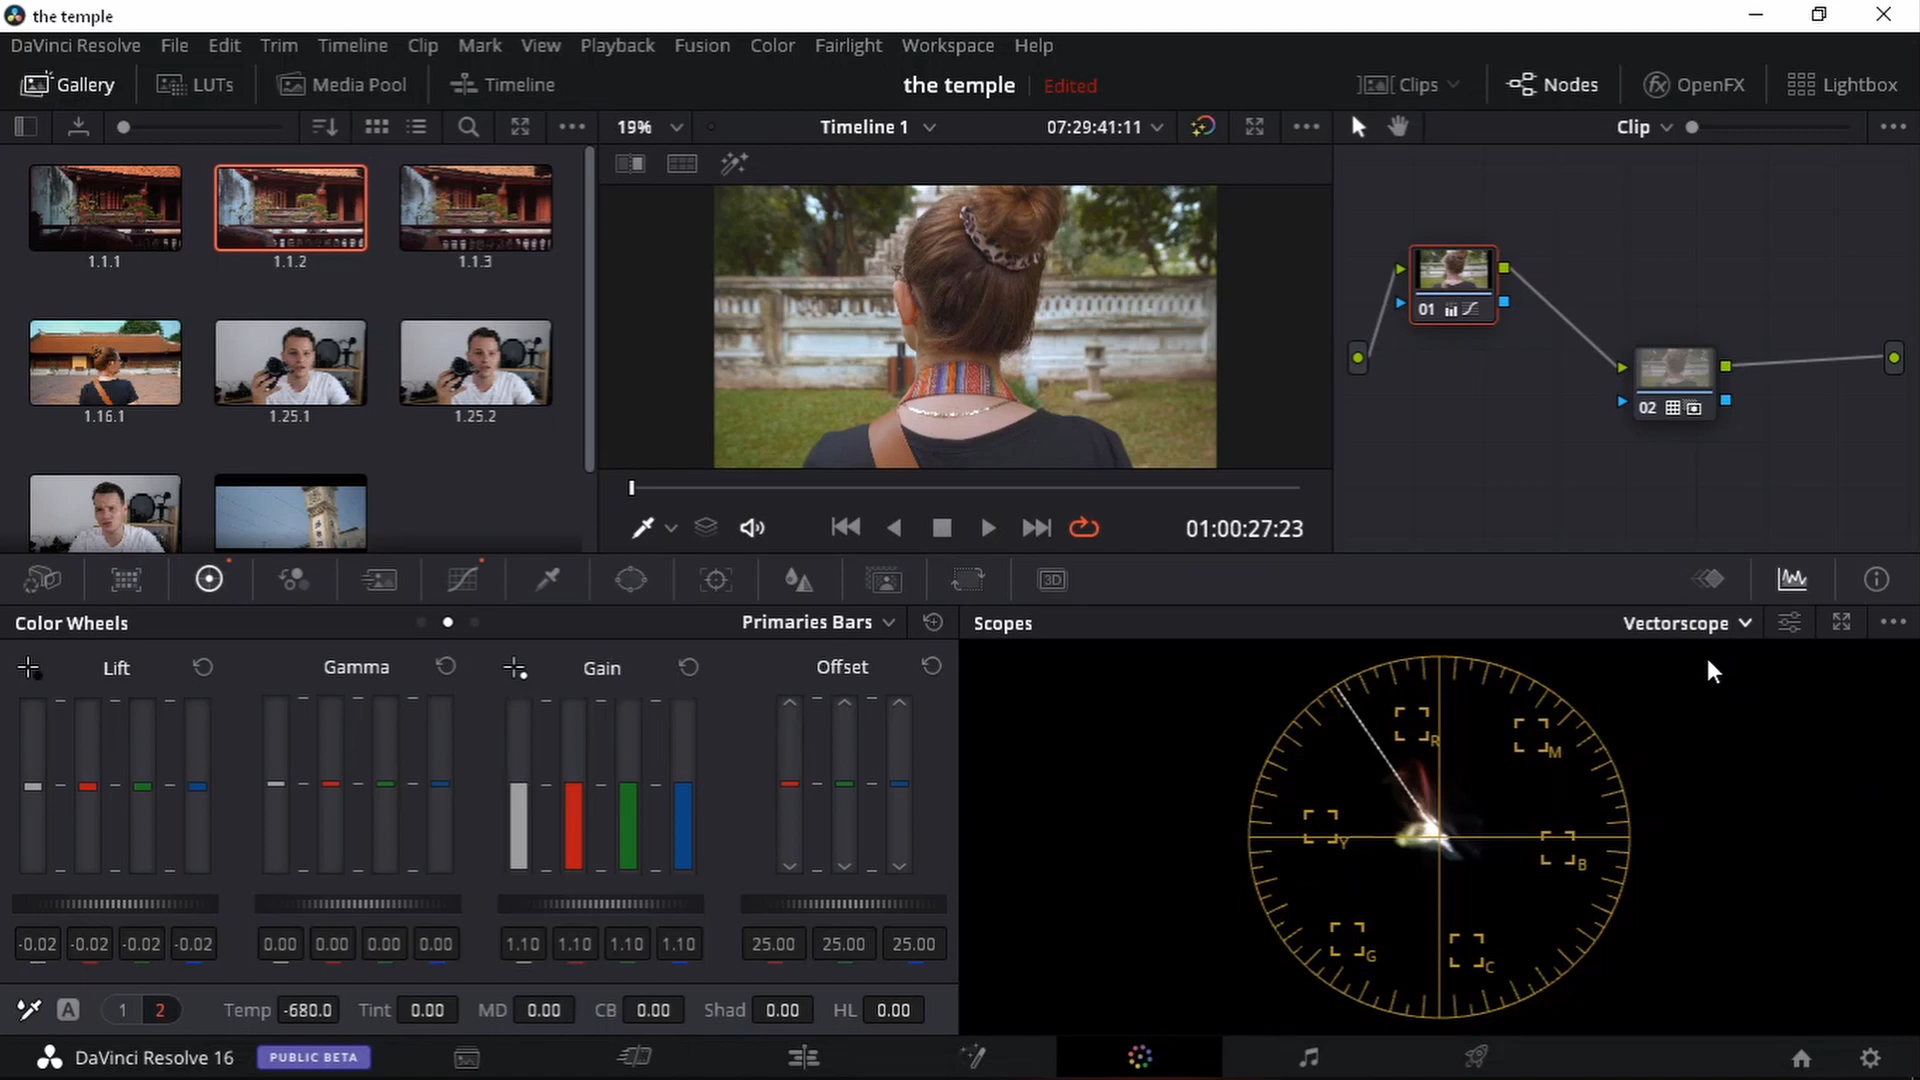 the temple
DaVinci Resolve File Edit Trim Timeline Clip Mark View Playback Fusion Color Fairlight Workspace Help
Gallery LUTs Media Pool Timeline the temple Edited Clips Nodes fx OpenFX Lightbox
19% Timeline 1 07:29:41:11 Clip
1.1.1 1.1.2 1.1.3
01
1.16.1 1.25.1 1.25.2
02
01:00:27:23
3D
Color Wheels Primaries Bars Scopes Vectorscope
Lift Gamma Gain Offset
R M
Y B
G C
-0.02 -0.02 -0.02 -0.02 0.00 0.00 0.00 0.00 1.10 1.10 1.10 1.10 25.00 25.00 25.00
A 1 2 Temp -680.0 Tint 0.00 MD 0.00 CB 0.00 Shad 0.00 HL 0.00
DaVinci Resolve 16 PUBLIC BETA